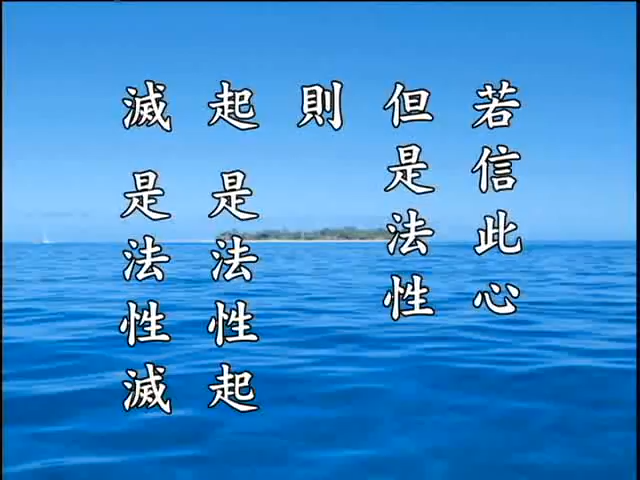 若信此心
但是法性
則
起 是法性起
滅 是法性滅